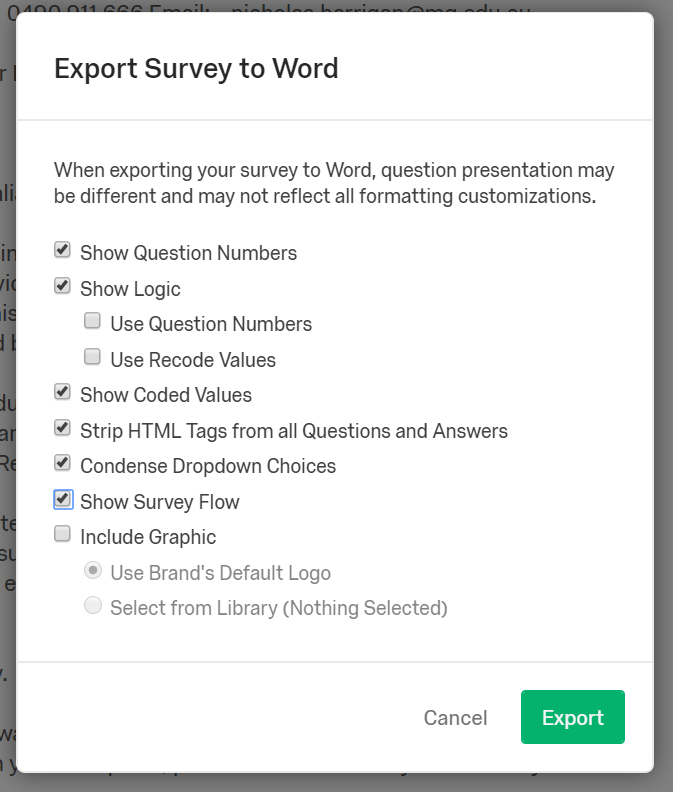 Export Survey to Word
When exporting your survey to Word, question presentation may
be different and may not reflect all formatting customizations.
Show Question Numbers
Show Logic
Use Question Numbers
Use Recode Values
Show Coded Values
Strip HTML Tags from all Questions and Answers
Condense Dropdown Choices
Show Survey Flow
Include Graphic
Use Brand's Default Logo
Select from Library (Nothing Selected)
Cancel
Export